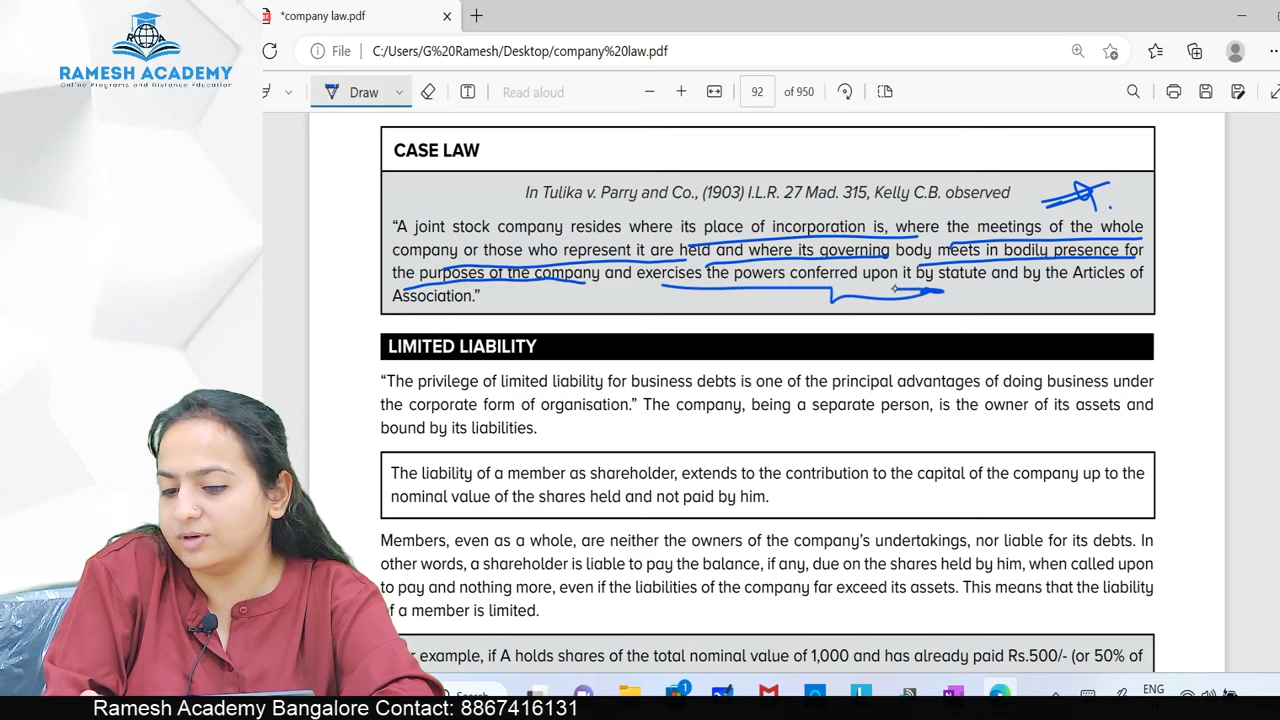 *company law.pdf
RAMESH ACADEMY
Online Programs and Distance Education
File C:/Users/G%20Ramesh/Desktop/company%20law.pdf
Draw Read aloud 92 of 950
CASE LAW
In Tulika v. Parry and Co., (1903) I.L.R. 27 Mad. 315, Kelly C.B. observed
“A joint stock company resides where its place of incorporation is, where the meetings of the whole
company or those who represent it are held and where its governing body meets in bodily presence for
the purposes of the company and exercises the powers conferred upon it by statute and by the Articles of
Association.”
LIMITED LIABILITY
“The privilege of limited liability for business debts is one of the principal advantages of doing business under
the corporate form of organisation.” The company, being a separate person, is the owner of its assets and
bound by its liabilities.
The liability of a member as shareholder, extends to the contribution to the capital of the company up to the
nominal value of the shares held and not paid by him.
Members, even as a whole, are neither the owners of the company’s undertakings, nor liable for its debts. In
other words, a shareholder is liable to pay the balance, if any, due on the shares held by him, when called upon
to pay and nothing more, even if the liabilities of the company far exceed its assets. This means that the liability
of a member is limited.
example, if A holds shares of the total nominal value of 1,000 and has already paid Rs.500/- (or 50% of
ENG
Ramesh Academy Bangalore Contact: 8867416131